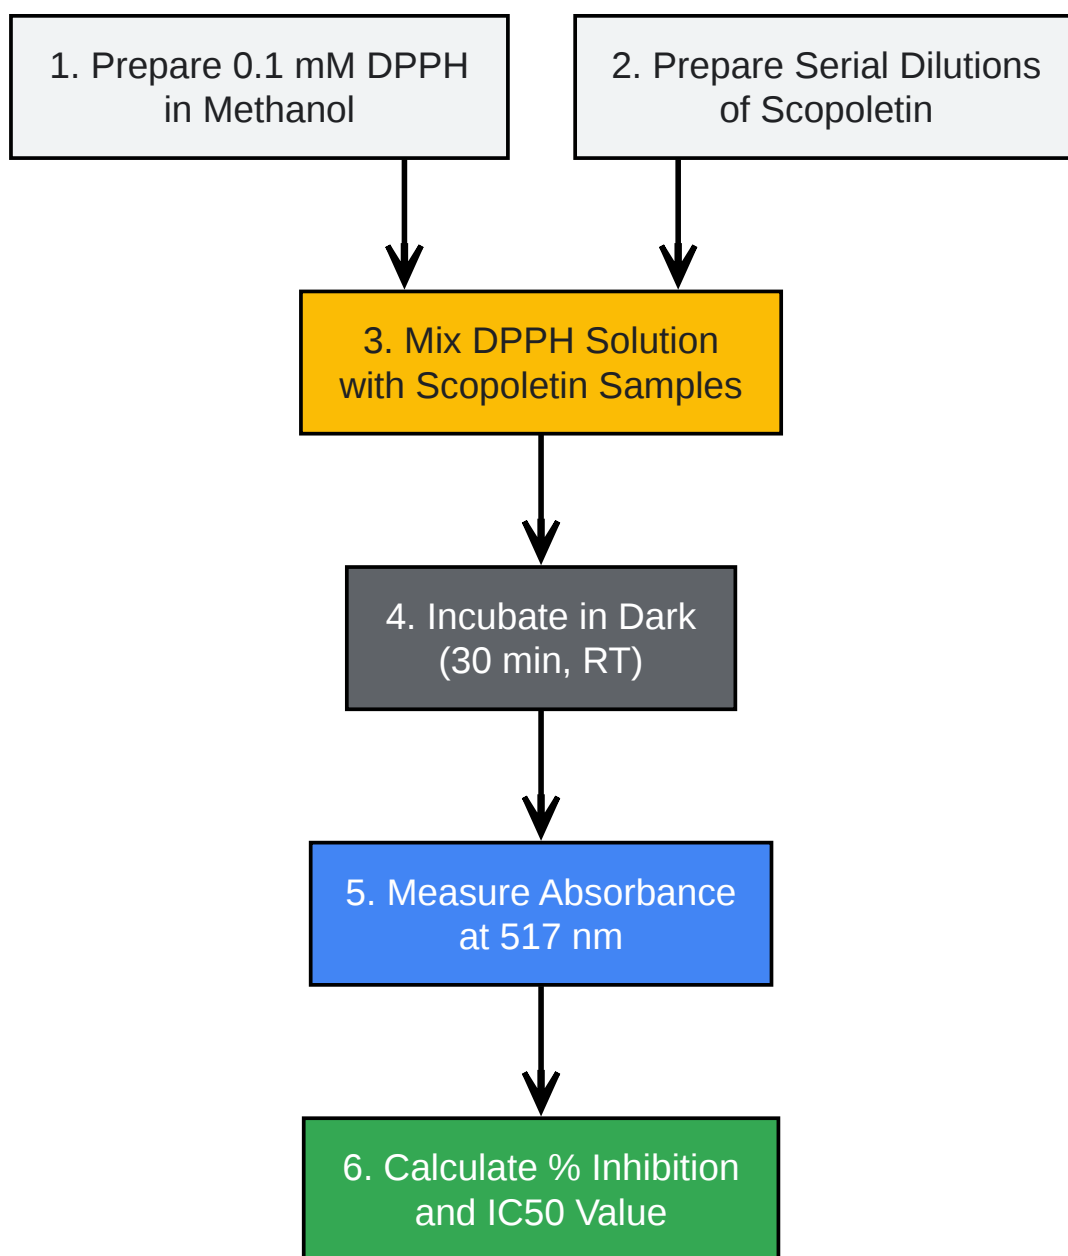 1. Prepare 0.1 mM DPPH
in Methanol
2. Prepare Serial Dilutions
of Scopoletin
3. Mix DPPH Solution
with Scopoletin Samples
4. Incubate in Dark
(30 min, RT)
5. Measure Absorbance
at 517 nm
6. Calculate % Inhibition
and IC50 Value